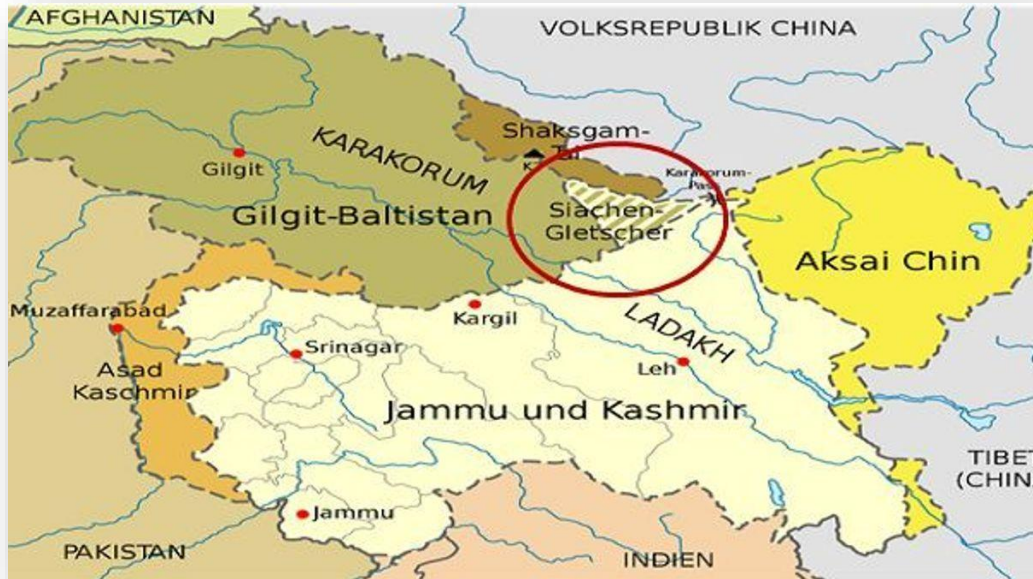 AFGHANISTAN
VOLKSREPUBLIK CHINA
Shaksgam-
Tal
KARAKORUM
Gilgit
Karakorum-
Pass
Gilgit-Baltistan
Siachen-
Gletscher
Aksai Chin
Muzaffarabad
Kargil
LADAKH
Srinagar
Leh
Asad
Kaschmir
Jammu und Kashmir
TIBET
(CHIN
Jammu
PAKISTAN
INDIEN